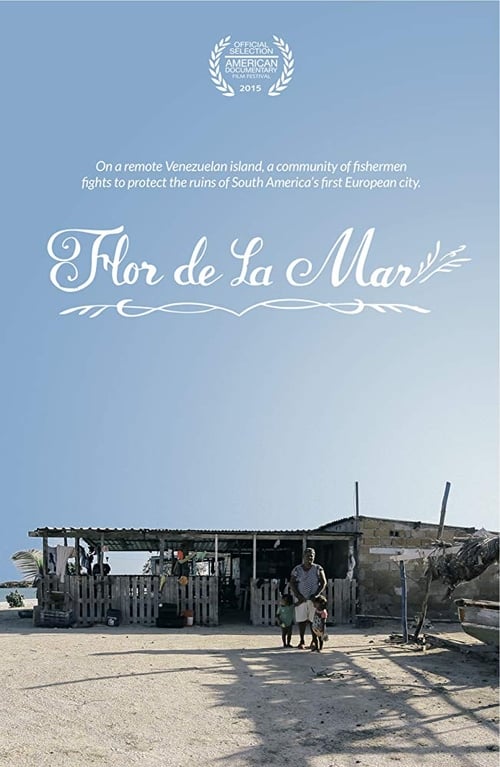 OFFICIAL
SELECTION
AMERICAN
DOCUMENTARY
FILM FESTIVAL
2015
On a remote Venezuelan island, a community of fishermen
fights to protect the ruins of South America's first European city.
Flor de La Mar